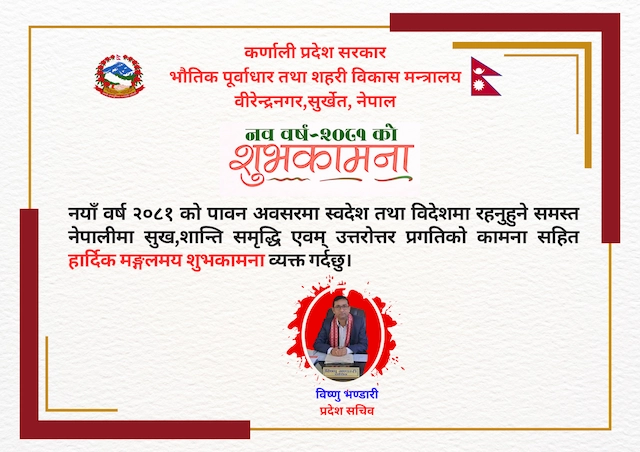 कर्णाली प्रदेश सरकार
भौतिक पूर्वाधार तथा शहरी विकास मन्त्रालय
वीरेन्द्रनगर,सुर्खेत, नेपाल
नव वर्ष-२०८१ को
शुभकामना
नयाँ वर्ष २०८१ को पावन अवसरमा स्वदेश तथा विदेशमा रहनुहुने समस्त
नेपालीमा सुख,शान्ति समृद्धि एवम् उत्तरोत्तर प्रगतिको कामना सहित
हार्दिक मङ्गलमय शुभकामना व्यक्त गर्दछु।
विष्णु भण्डारी
प्रदेश सचिव